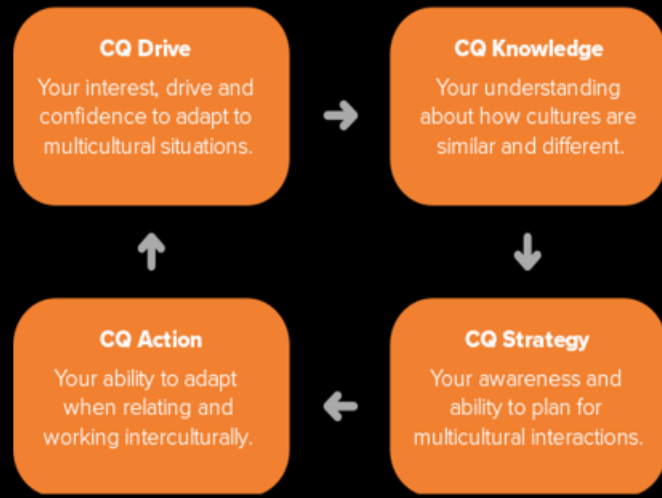 CQ Drive
Your interest, drive and
confidence to adapt to
multicultural situations.
CQ Knowledge
Your understanding
about how cultures are
similar and different.
CQ Action
Your ability to adapt
when relating and
working interculturally.
CQ Strategy
Your awareness and
ability to plan for
multicultural interactions.